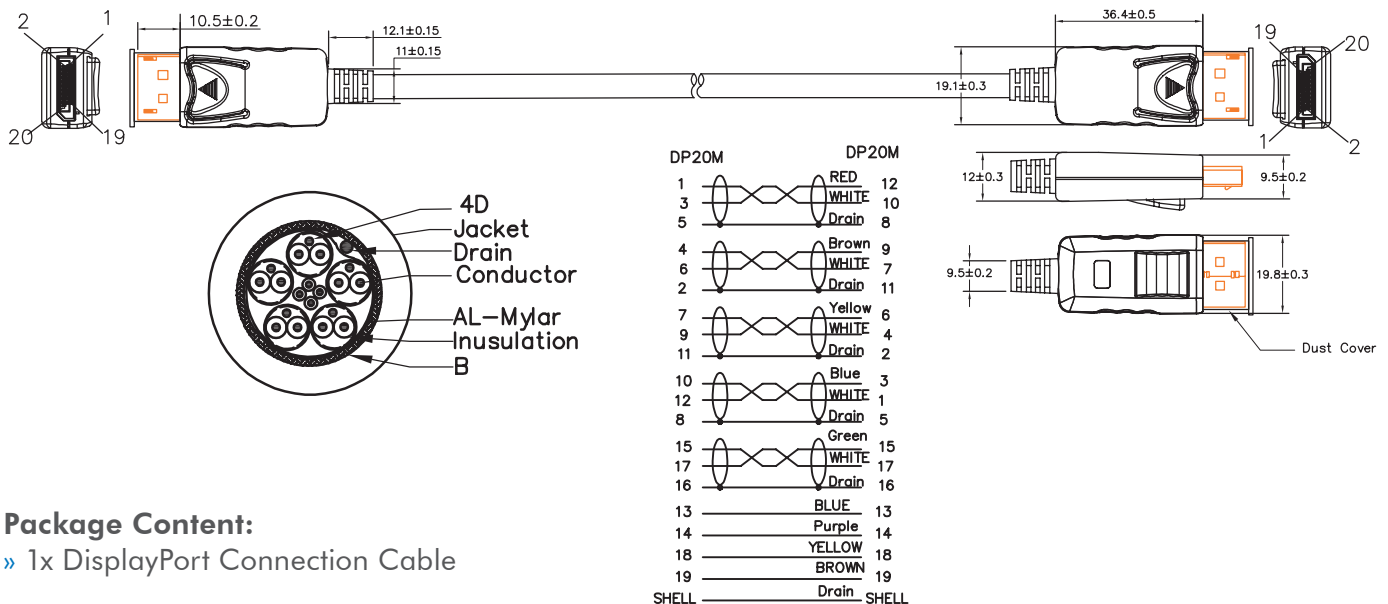 2 1
20 19
10.5±0.2
12.1±0.15
11±0.15
36.4±0.5
19.1±0.3
19 20
1 2
12±0.3
9.5±0.2
9.5±0.2
19.8±0.3
Dust Cover
4D
Jacket
Drain
Conductor
AL-Mylar
Inusulation
B
DP20M DP20M
1 RED 12
3 WHITE 10
5 Drain 8
4 Brown 9
6 WHITE 7
2 Drain 11
7 Yellow 6
9 WHITE 4
11 Drain 2
10 Blue 3
12 WHITE 1
8 Drain 5
15 Green 15
17 WHITE 17
16 Drain 16
13 BLUE 13
14 Purple 14
18 YELLOW 18
19 BROWN 19
SHELL Drain SHELL
Package Content:
» 1x DisplayPort Connection Cable